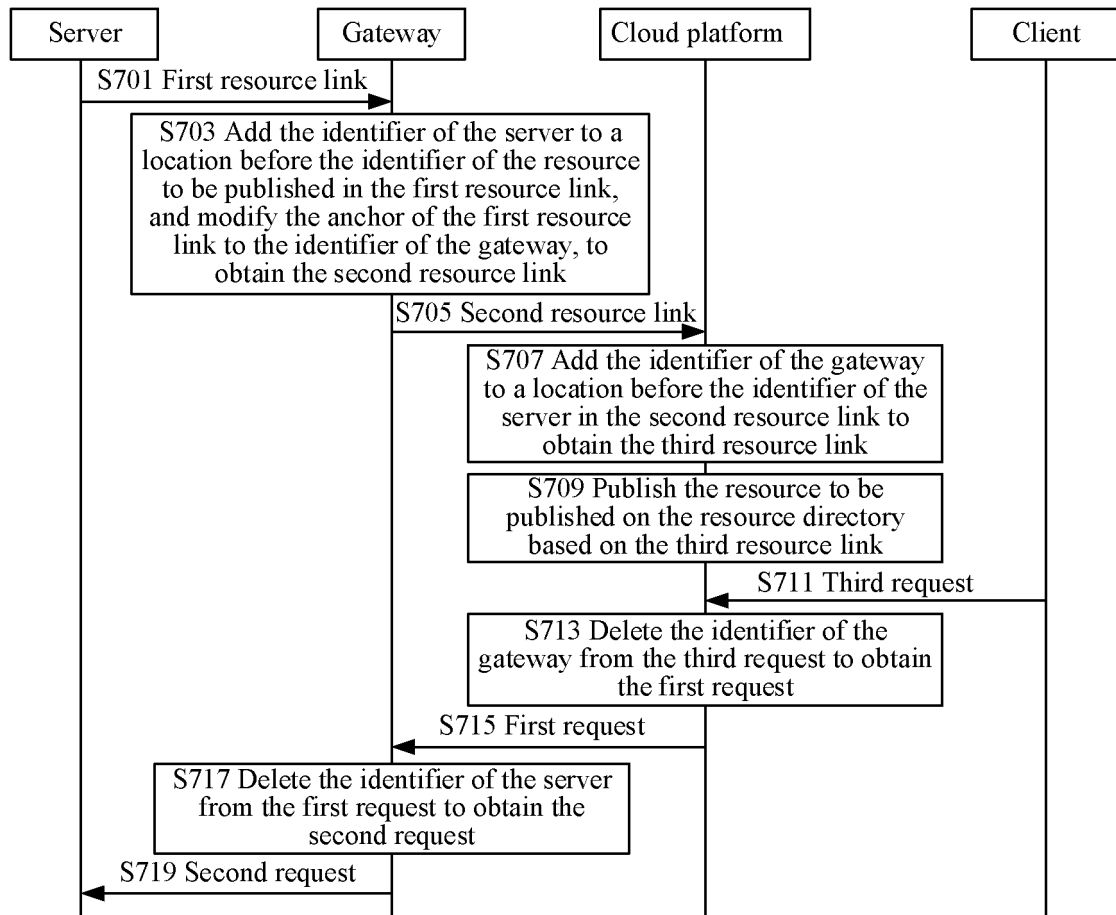 Server
Gateway
Cloud platform
Client
S701 First resource link
S703 Add the identifier of the server to a
location before the identifier of the resource
to be published in the first resource link,
and modify the anchor of the first resource
link to the identifier of the gateway, to
obtain the second resource link
S705 Second resource link
S707 Add the identifier of the gateway
to a location before the identifier of the
server in the second resource link to
obtain the third resource link
S709 Publish the resource to be
published on the resource directory
based on the third resource link
S711 Third request
S713 Delete the identifier of the
gateway from the third request to obtain
the first request
S715 First request
S717 Delete the identifier of the server
from the first request to obtain the
second request
S719 Second request